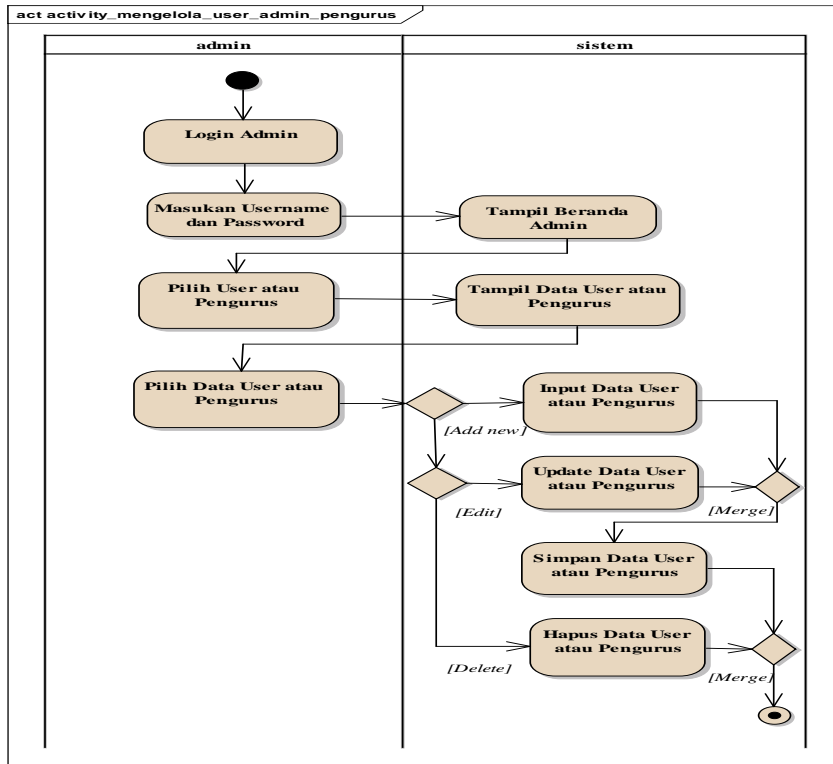 act activity_mengelola_user_admin_pengurus
admin
sistem
Login Admin
Masukan Username
dan Password
Tampil Beranda
Admin
Pilih User atau
Pengurus
Tampil Data User atau
Pengurus
Pilih Data User atau
Pengurus
Input Data User
atau Pengurus
[Add new]
Update Data User
atau Pengurus
[Edit]
[Merge]
Simpan Data User
atau Pengurus
Hapus Data User
atau Pengurus
[Delete]
[Merge]